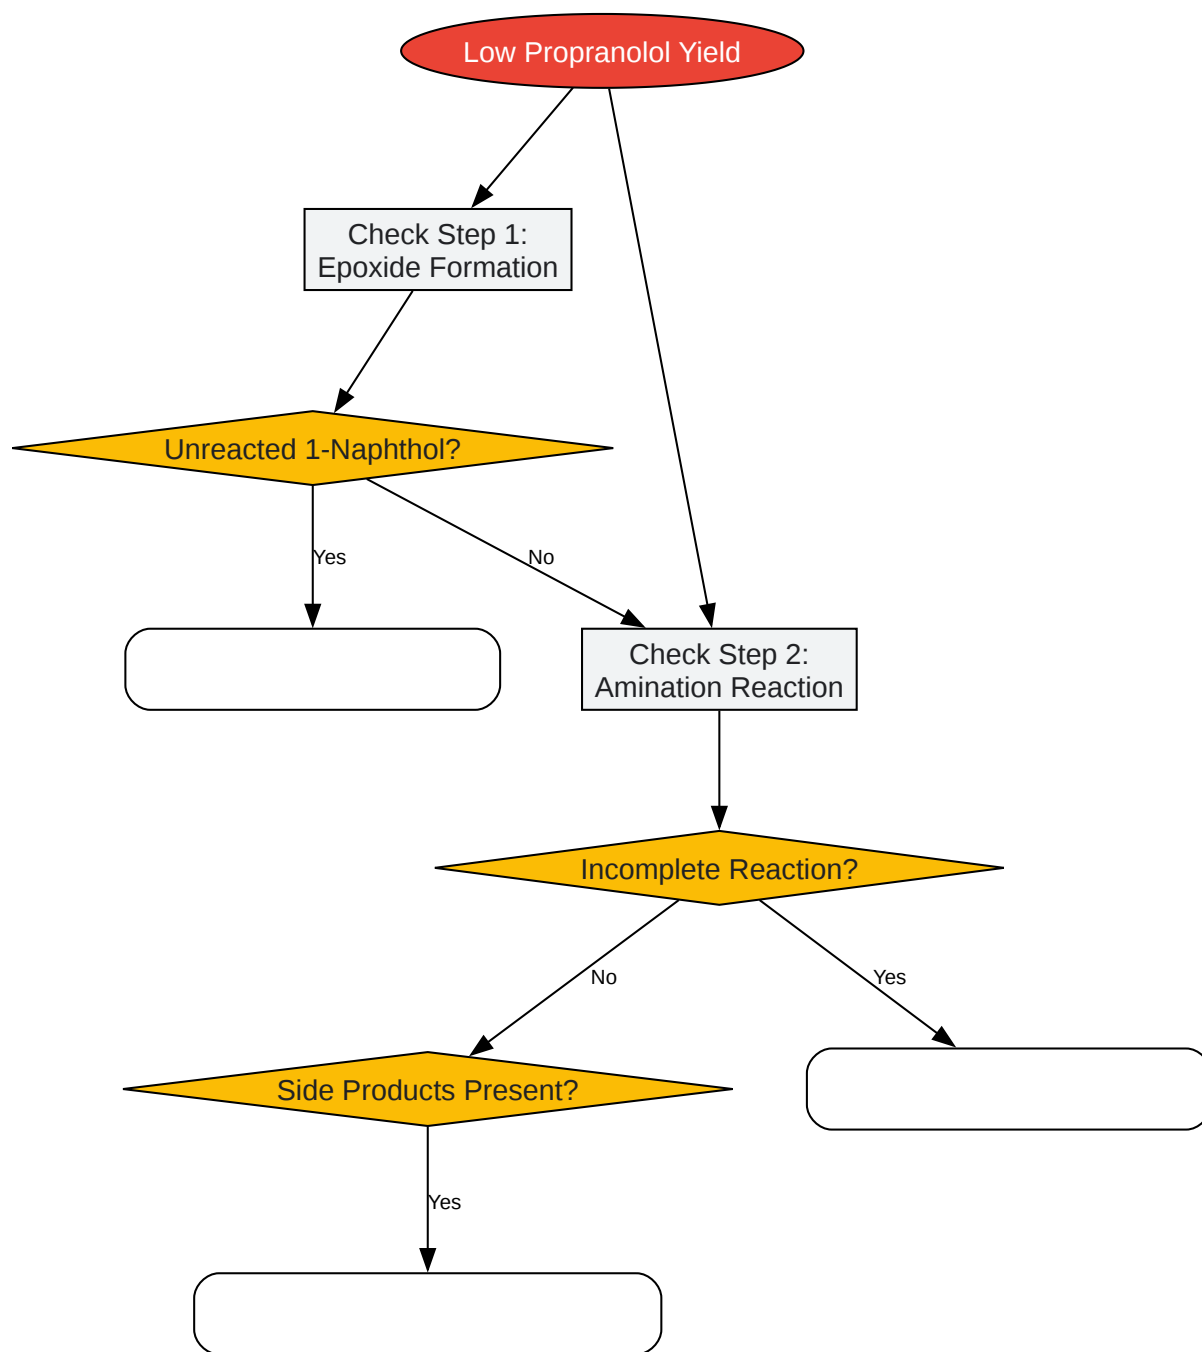 Low Propranolol Yield
Check Step 1:
Epoxide Formation
Unreacted 1-Naphthol?
Yes
No
Check Step 2:
Amination Reaction
Incomplete Reaction?
No
Yes
Side Products Present?
Yes